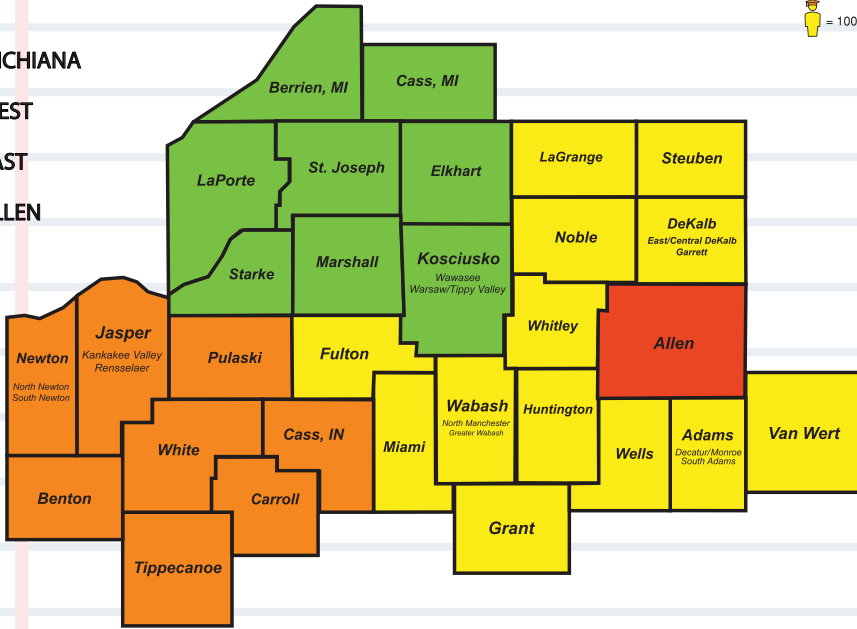 = 100
ICHIANA
EST
AST
LLEN
Berrien, MI
Cass, MI
LaPorte
St. Joseph
Elkhart
LaGrange
Steuben
Starke
Marshall
Kosciusko
Wawasee
Warsaw/Tippy Valley
Noble
DeKalb
East/Central DeKalb
Garrett
Newton
North Newton
South Newton
Jasper
Kankakee Valley
Rensselaer
Pulaski
Fulton
Whitley
Allen
White
Cass, IN
Miami
Wabash
North Manchester
Greater Wabash
Huntington
Wells
Adams
Decatur/Monroe
South Adams
Van Wert
Benton
Carroll
Grant
Tippecanoe